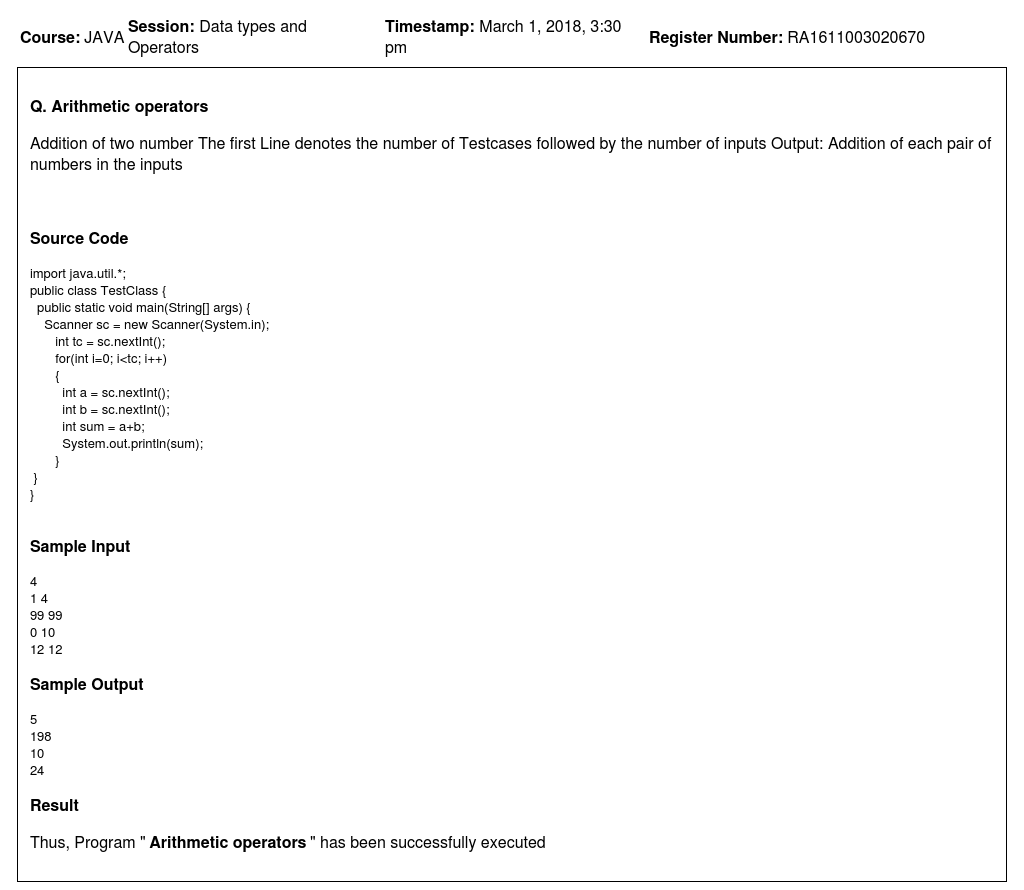 Course: JAVA Session: Data types and Operators Timestamp: March 1, 2018, 3:30 pm Register Number: RA1611003020670
Q. Arithmetic operators
Addition of two number The first Line denotes the number of Testcases followed by the number of inputs Output: Addition of each pair of
numbers in the inputs
Source Code
import java.util.*;
public class TestClass {
public static void main(String[] args) {
Scanner sc = new Scanner(System.in);
int tc = sc.nextInt();
for(int i=0; i<tc; i++)
{
int a = sc.nextInt();
int b = sc.nextInt();
int sum = a+b;
System.out.println(sum);
}
}
}
Sample Input
4
1 4
99 99
0 10
12 12
Sample Output
5
198
10
24
Result
Thus, Program " Arithmetic operators " has been successfully executed